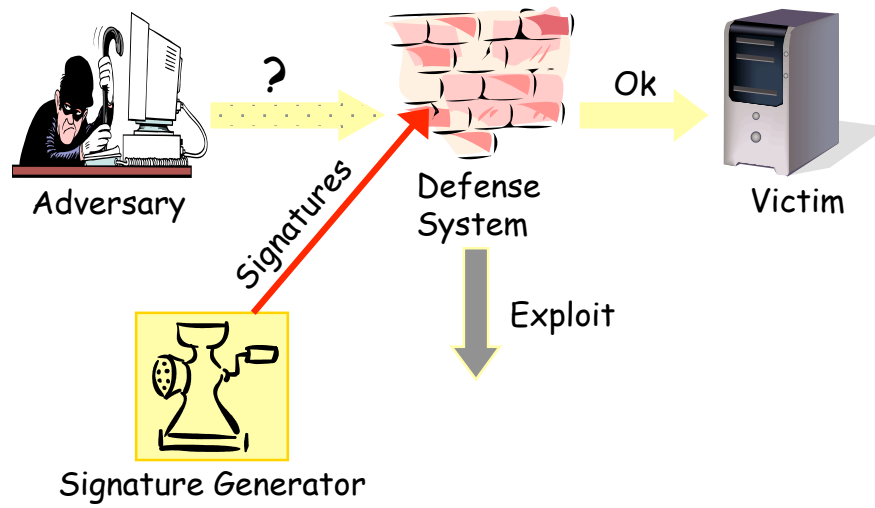 ?
Ok
Adversary
Defense
System
Victim
Signatures
Exploit
Signature Generator